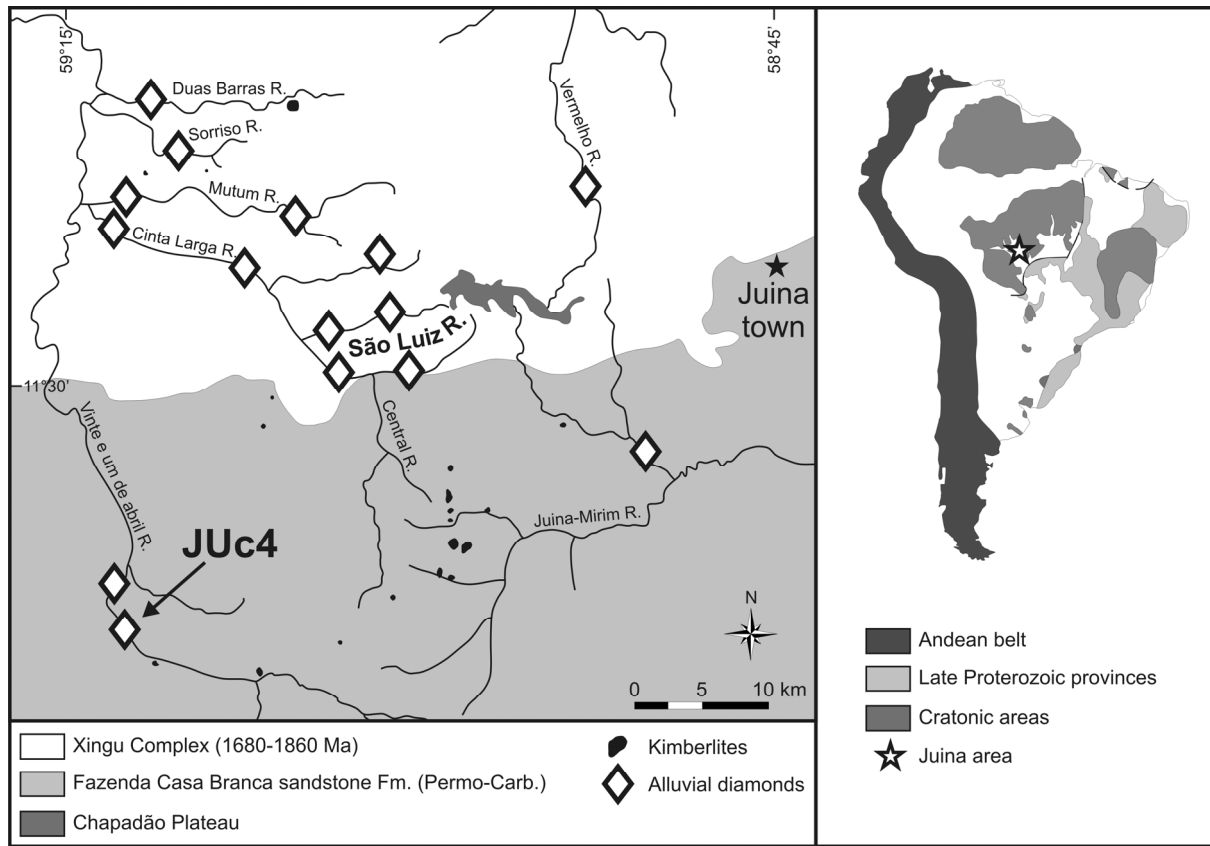 59°15'
58°45'
Duas Barras R.
Sorriso R.
Vermelho R.
Mutum R.
Cinta Larga R.
Juina
town
São Luiz R.
11°30'
Vinte e um de abril R.
Central R.
Juina-Mirim R.
JUc4
N
0 5 10 km
Xingu Complex (1680-1860 Ma)
Fazenda Casa Branca sandstone Fm. (Permo-Carb.)
Chapadão Plateau
Kimberlites
Alluvial diamonds
Andean belt
Late Proterozoic provinces
Cratonic areas
Juina area